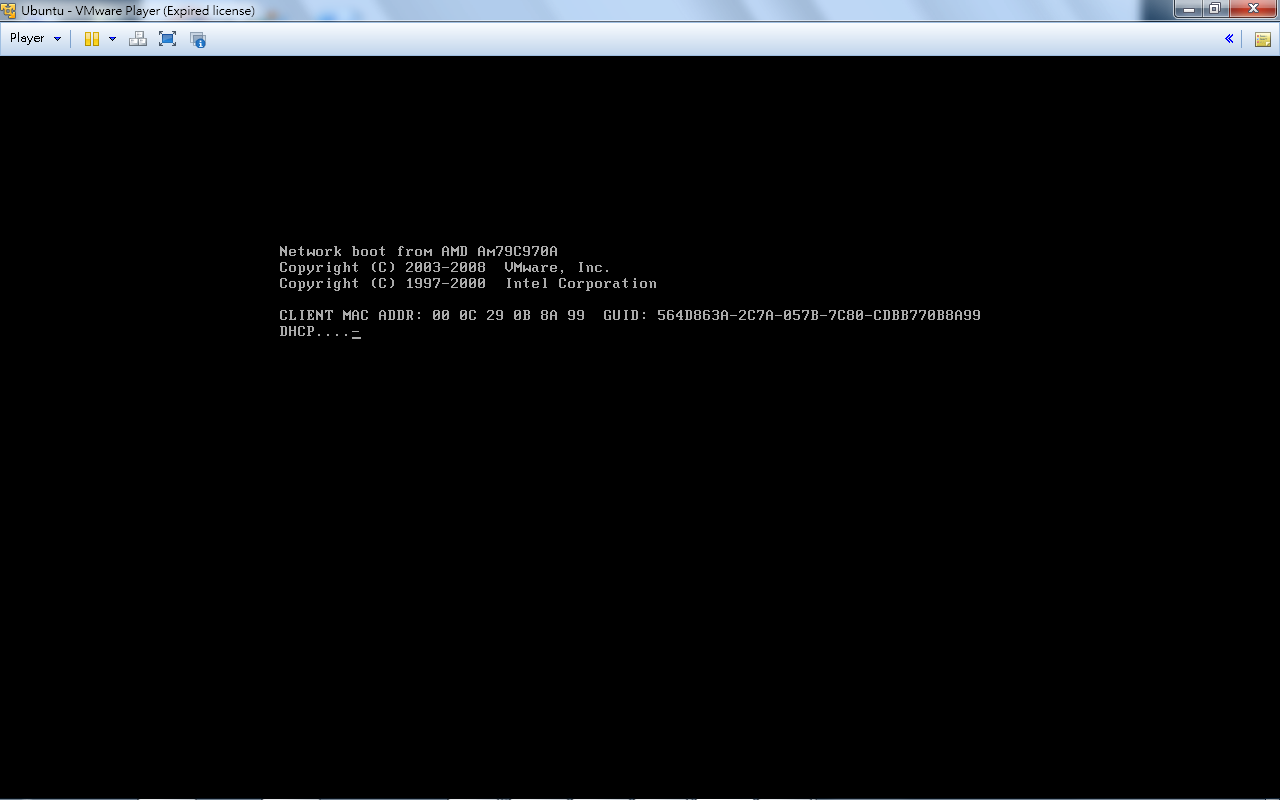 Ubuntu - VMware Player (Expired license)
Player
Network boot from AMD Am79C970A
Copyright (C) 2003-2008  VMware, Inc.
Copyright (C) 1997-2000  Intel Corporation
CLIENT MAC ADDR: 00 0C 29 0B 8A 99  GUID: 564D863A-2C7A-057B-7C80-CDBB770B8A99
DHCP....-